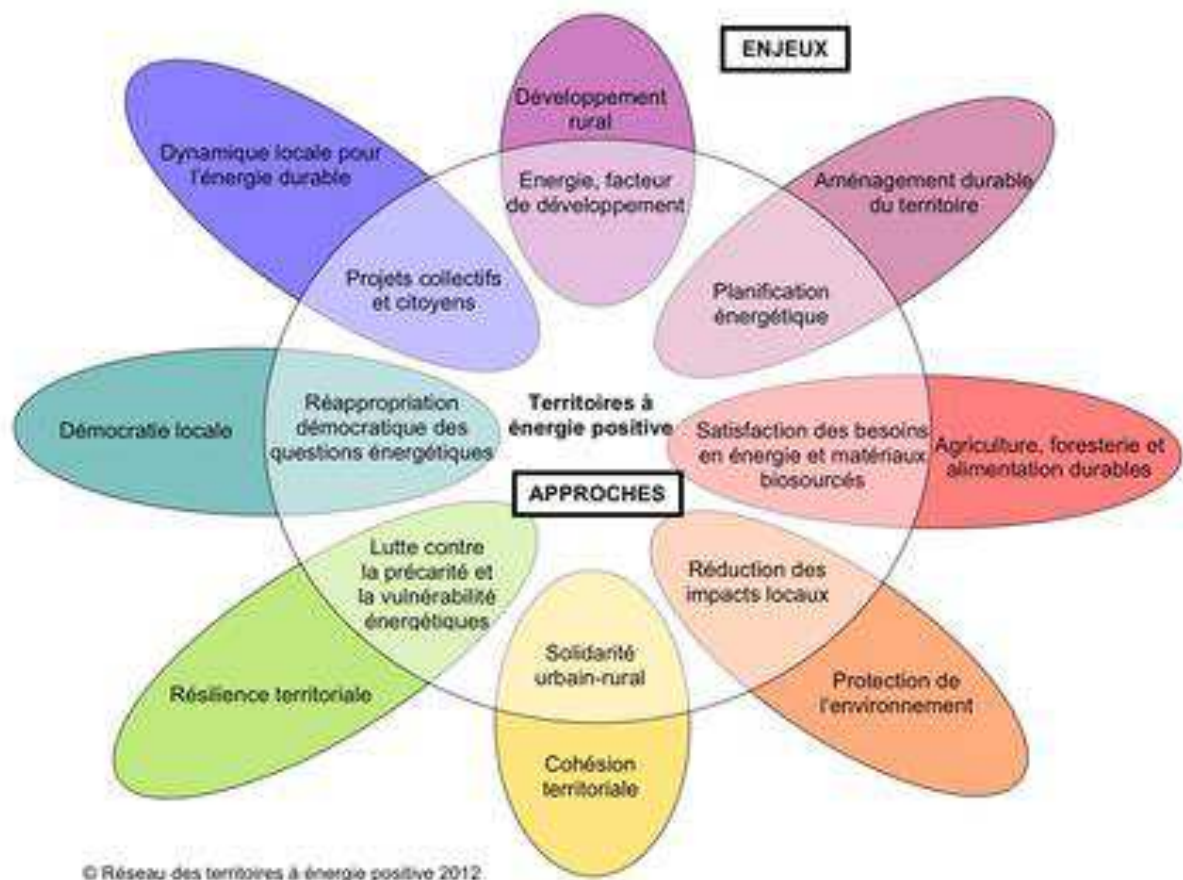 ENJEUX
Développement
rural
Energie, facteur
de développement
Aménagement durable
du territoire
Planification
énergétique
Agriculture, foresterie et
alimentation durables
Satisfaction des besoins
en énergie et matériaux
biosourcés
Protection de
l'environnement
Réduction des
impacts locaux
Cohésion
territoriale
Solidarité
urbain-rural
Résilience territoriale
Lutte contre
la précarité et
la vulnérabilité
énergétiques
Démocratie locale
Réappropriation
démocratique des
questions énergétiques
Dynamique locale pour
l'énergie durable
Projets collectifs
et citoyens
Territoires à
énergie positive
APPROCHES
© Réseau des territoires à énergie positive 2012